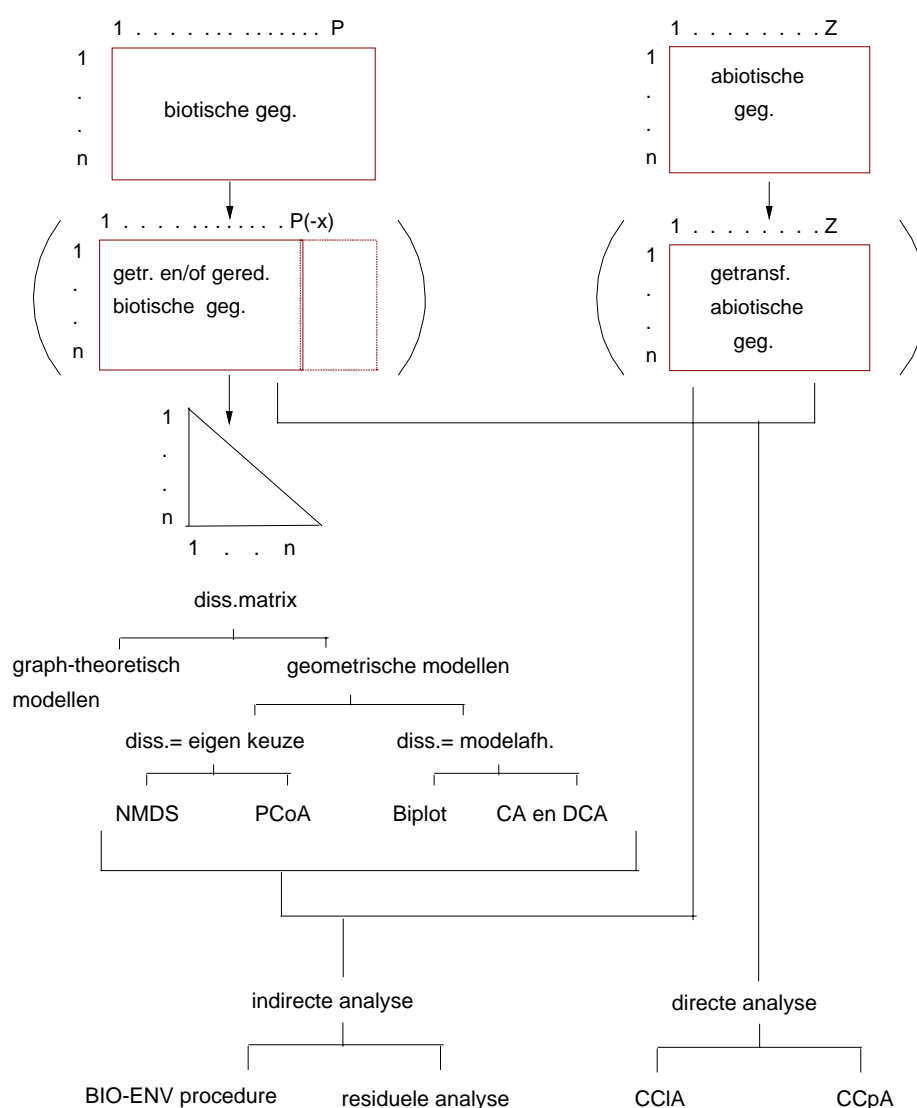 1 . . . . . . . . . . . . . . P
1
.
.
n
biotische geg.
1 . . . . . . . . Z
1
.
.
n
abiotische
geg.
1 . . . . . . . . . . . . P(-x)
1
.
.
n
getr. en/of gered.
biotische geg.
1 . . . . . . . . Z
1
.
.
n
getransf.
abiotische
geg.
1
.
.
n
1 . . n
diss.matrix
graph-theoretisch
modellen
geometrische modellen
diss.= eigen keuze
diss.= modelafh.
NMDS
PCoA
Biplot
CA en DCA
indirecte analyse
directe analyse
BIO-ENV procedure
residuele analyse
CClA
CCpA